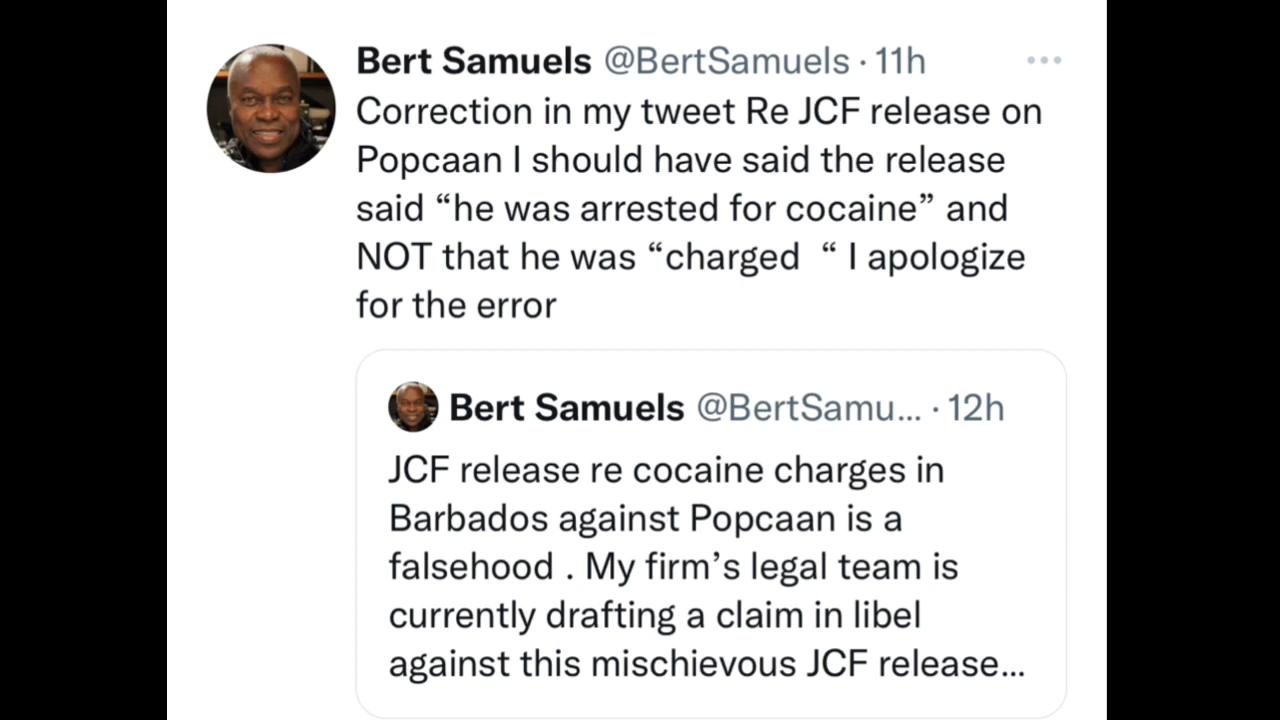 Bert Samuels @BertSamuels · 11h
Correction in my tweet Re JCF release on
Popcaan I should have said the release
said “he was arrested for cocaine” and
NOT that he was “charged  “ I apologize
for the error
Bert Samuels @BertSamu... · 12h
JCF release re cocaine charges in
Barbados against Popcaan is a
falsehood . My firm’s legal team is
currently drafting a claim in libel
against this mischievous JCF release...